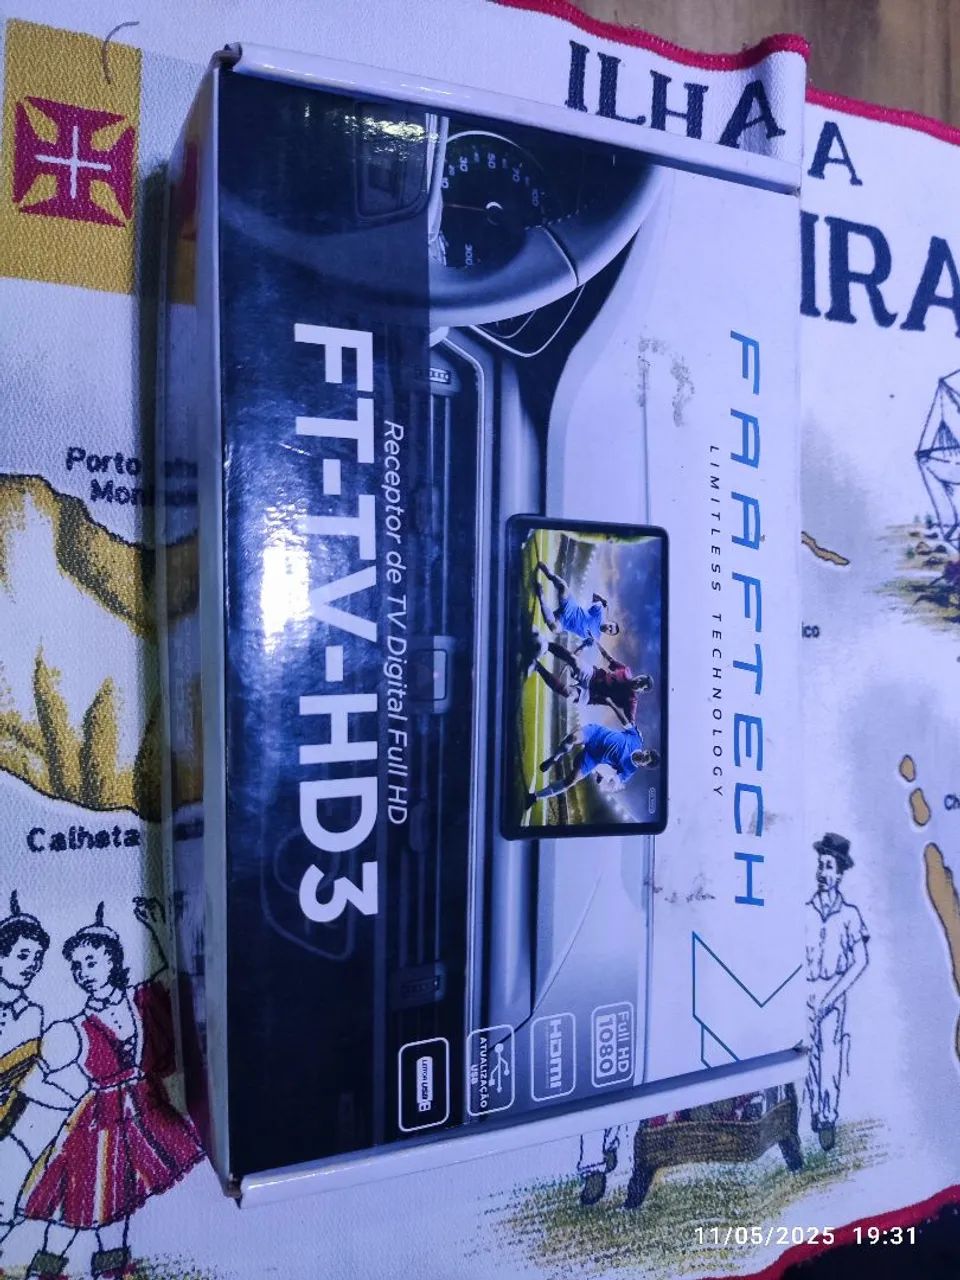 FAAFTECH
LIMITLESS TECHNOLOGY
Receptor de TV Digital Full HD
FT-TV-HD3
Full HD
1080
HDMI
ATUALIZAÇÃO
USB
ILHA
A
IRA
Porto
Moni
Calheta
11/05/2025 19:31